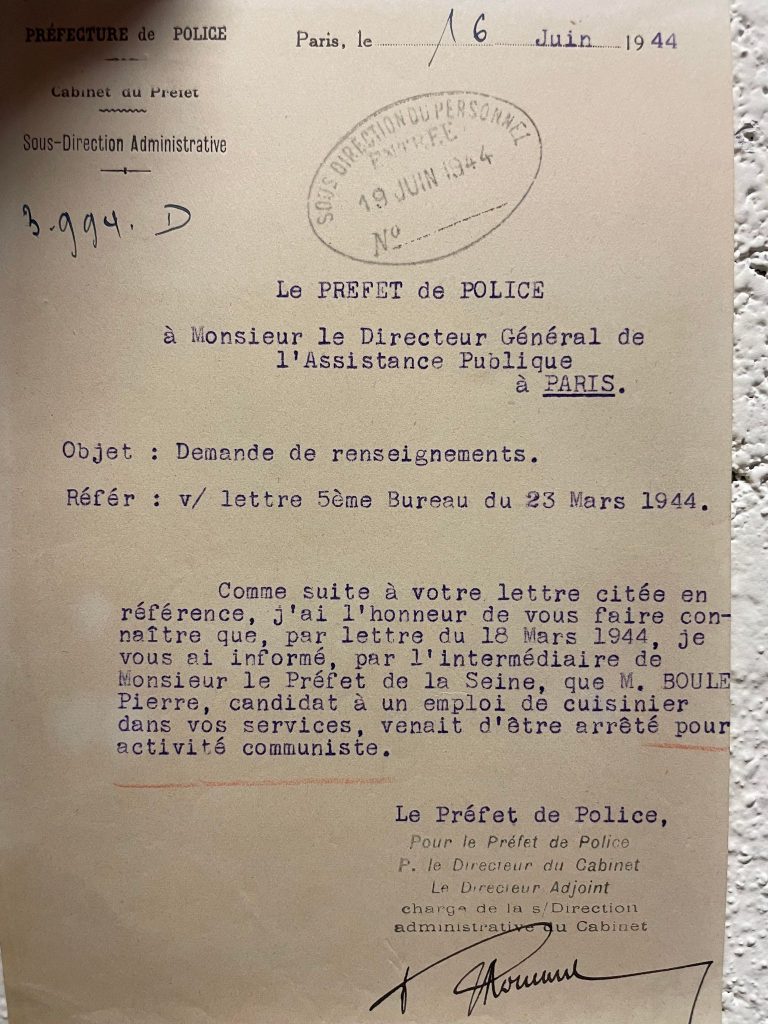 PRÉFECTURE de POLICE
Paris, le 16 Juin 1944
Cabinet du Préfet
Sous-Direction Administrative
3.994. D
SOUS DIRECTION DU PERSONNEL
ENTRÉE
19 JUIN 1944
No
Le PREFET de POLICE
à Monsieur le Directeur Général de
l'Assistance Publique
à PARIS.
Objet : Demande de renseignements.
Référ : v/ lettre 5ème Bureau du 23 Mars 1944.
Comme suite à votre lettre citée en
référence, j'ai l'honneur de vous faire con-
naître que, par lettre du 18 Mars 1944, je
vous ai informé, par l'intermédiaire de
Monsieur le Préfet de la Seine, que M. BOULE
Pierre, candidat à un emploi de cuisinier
dans vos services, venait d'être arrêté pour
activité communiste.
Le Préfet de Police,
Pour le Préfet de Police
P. le Directeur du Cabinet
Le Directeur Adjoint
charge de la s/Direction
administrative du Cabinet